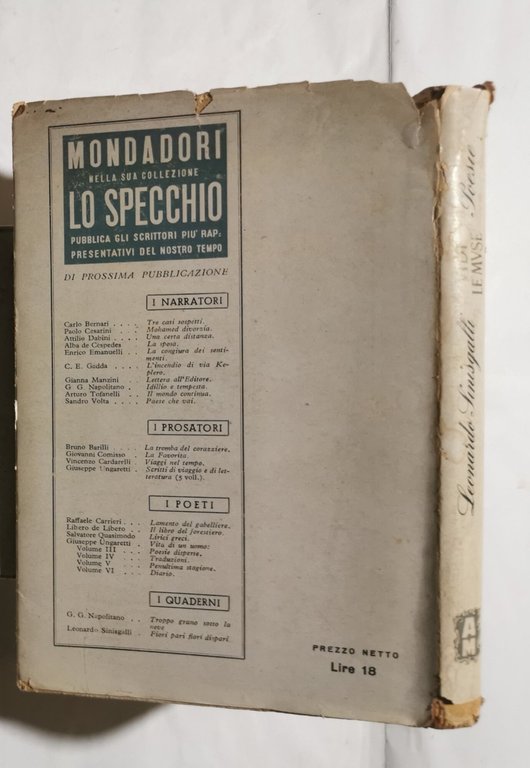 MONDADORI
NELLA SUA COLLEZIONE
LO SPECCHIO
PUBBLICA GLI SCRITTORI PIU' RAP:
PRESENTATIVI DEL NOSTRO TEMPO
DI PROSSIMA PUBBLICAZIONE
I NARRATORI
Carlo Bernari . . . . Tre casi sospetti.
Paolo Cesarini . . . Mohamed divorzia.
Attilio Dabini . . . . Una certa distanza.
Alba de Cespedes . . La sposa.
Enrico Emanuelli . . La congiura dei senti-
menti.
C. E. Gadda . . . . L'incendio di via Ke-
plero.
Gianna Manzini . . . Lettera all'Editore.
G. G. Napolitano . . Idillio e tempesta.
Arturo Tofanelli . . Il mondo continua.
Sandro Volta . . . . Paese che vai.
I PROSATORI
Bruno Barilli . . . . La tromba del corazziere.
Giovanni Comisso . . La Favorita.
Vincenzo Cardarelli . Viaggi nel tempo.
Giuseppe Ungaretti . Scritti di viaggio e di let-
teratura (5 voll.).
I POETI
Raffaele Carrieri . . . Lamento del gabelliere.
Libero de Libero . . Il libro del forestiero.
Salvatore Quasimodo Lirici greci.
Giuseppe Ungaretti . Vita di un uomo:
Volume III . . . Poesie disperse.
Volume IV . . . Traduzioni.
Volume V . . . Penultima stagione.
Volume VI . . . Diario.
I QUADERNI
G. G. Napolitano . . Troppo grano sotto la
neve
Leonardo Sinisgalli . Fiori pari fiori dispari.
PREZZO NETTO
Lire 18
Leonardo Sinisgalli
LE MVSE
Poesie